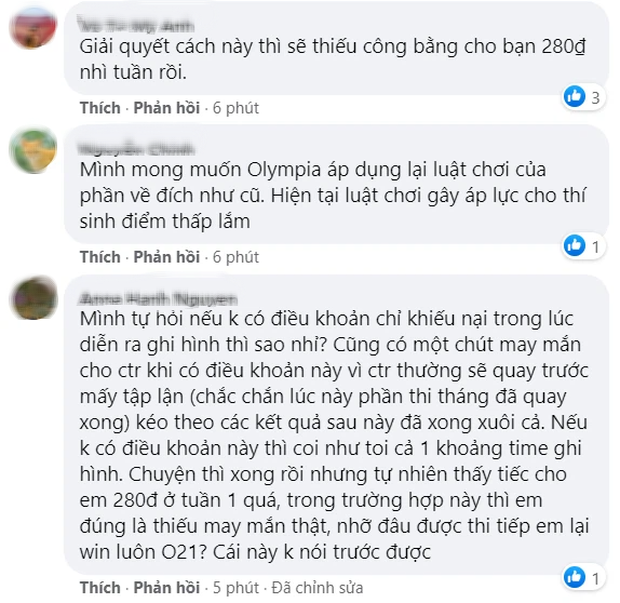 Giải quyết cách này thì sẽ thiếu công bằng cho bạn 280₫
nhì tuần rồi.
Thích · Phản hồi · 6 phút
3
Mình mong muốn Olympia áp dụng lại luật chơi của
phần về đích như cũ. Hiện tại luật chơi gây áp lực cho thí
sinh điểm thấp lắm
Thích · Phản hồi · 6 phút
1
Mình tự hỏi nếu k có điều khoản chỉ khiếu nại trong lúc
diễn ra ghi hình thì sao nhỉ? Cũng có một chút may mắn
cho ctr khi có điều khoản này vì ctr thường sẽ quay trước
mấy tập lận (chắc chắn lúc này phần thi tháng đã quay
xong) kéo theo các kết quả sau này đã xong xuôi cả. Nếu
k có điều khoản này thì coi như toi cả 1 khoảng time ghi
hình. Chuyện thì xong rồi nhưng tự nhiên thấy tiếc cho
em 280đ ở tuần 1 quá, trong trường hợp này thì em
đúng là thiếu may mắn thật, nhỡ đâu được thi tiếp em lại
win luôn O21? Cái này k nói trước được
Thích · Phản hồi · 5 phút · Đã chỉnh sửa
1